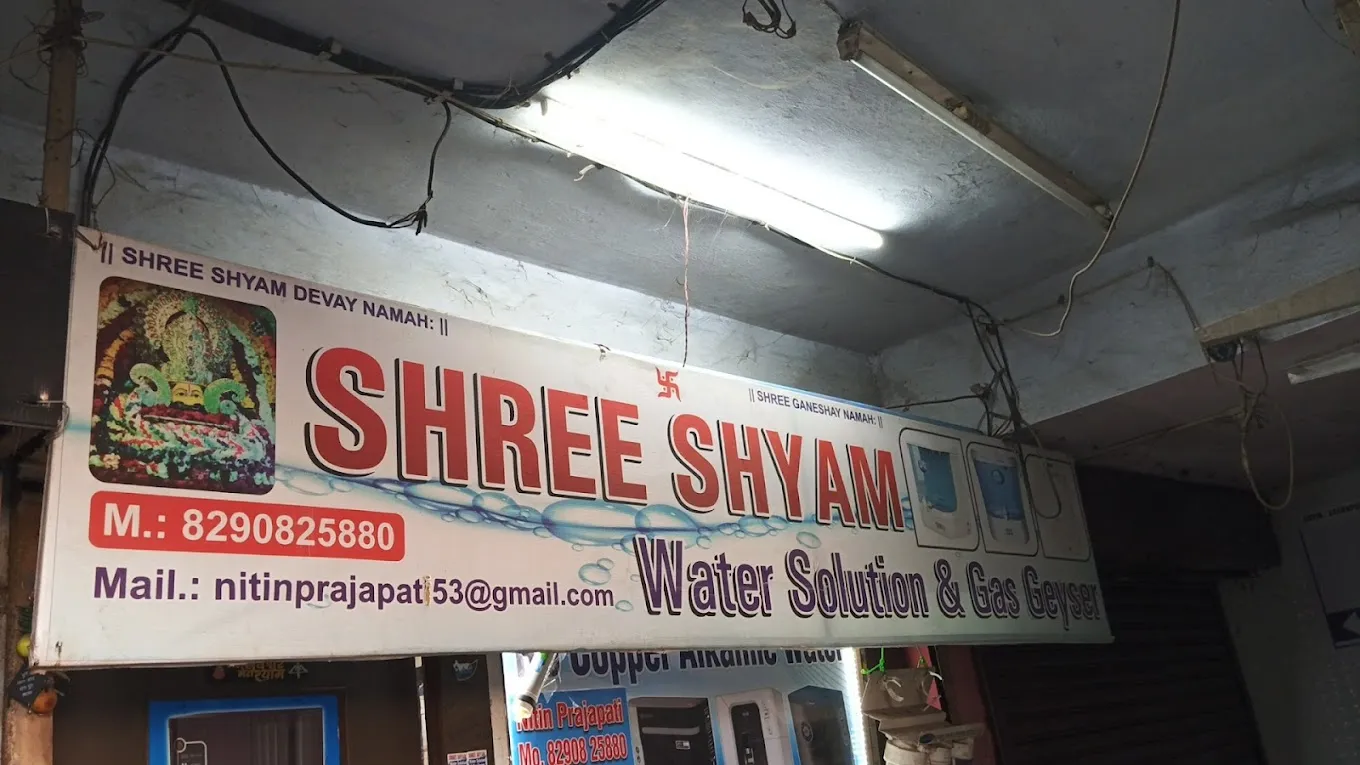 || SHREE SHYAM DEVAY NAMAH: ||
|| SHREE GANESHAY NAMAH: ||
SHREE SHYAM
M.: 8290825880
Mail.: nitinprajapati53@gmail.com
Water Solution & Gas Geyser
Copper Alkaline Water
Nitin Prajapati
Mo. 82908 25880